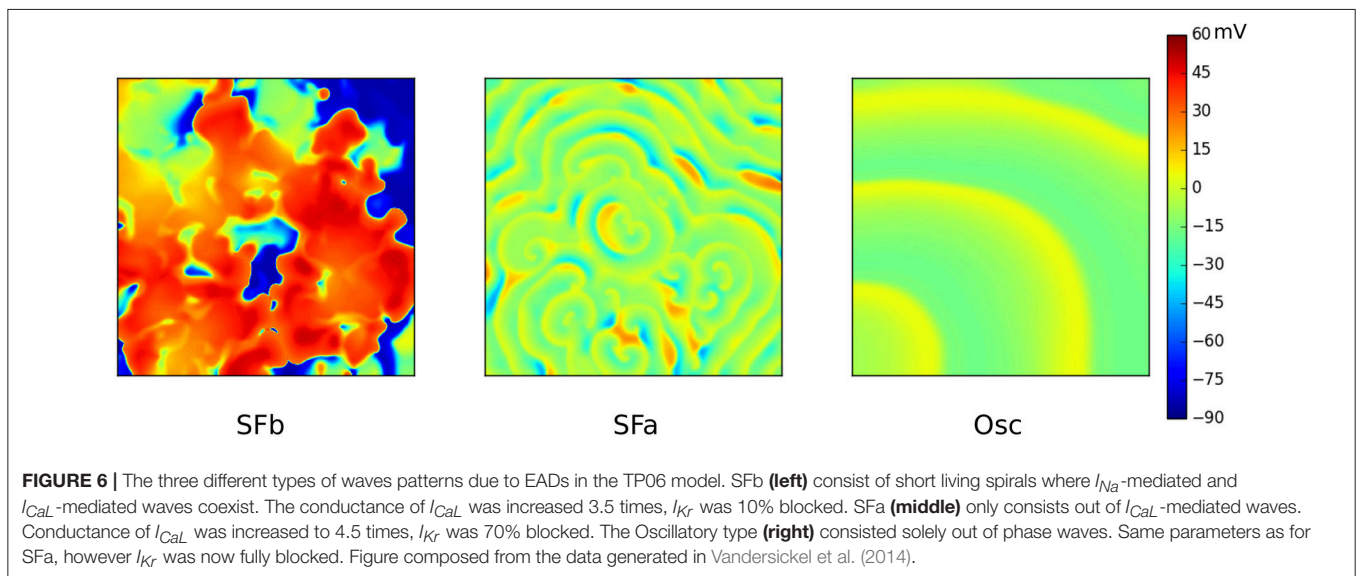 60 mV
45
30
15
0
−15
−30
−45
−60
−75
−90
SFb
SFa
Osc
FIGURE 6 | The three different types of waves patterns due to EADs in the TP06 model. SFb (left) consist of short living spirals where I_Na-mediated and
I_CaL-mediated waves coexist. The conductance of I_CaL was increased 3.5 times, I_Kr was 10% blocked. SFa (middle) only consists out of I_CaL-mediated waves.
Conductance of I_CaL was increased to 4.5 times, I_Kr was 70% blocked. The Oscillatory type (right) consisted solely out of phase waves. Same parameters as for
SFa, however I_Kr was now fully blocked. Figure composed from the data generated in Vandersickel et al. (2014).